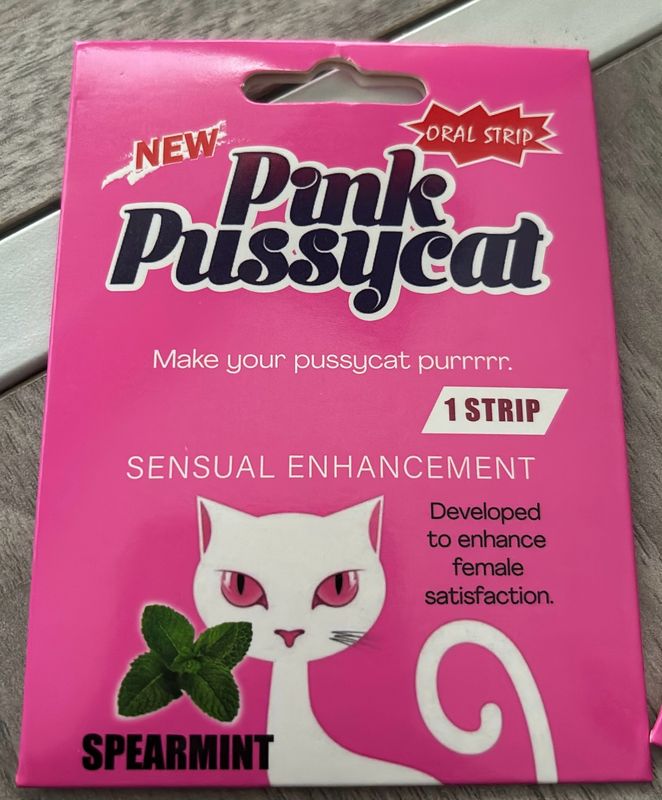 NEW
ORAL STRIP
Pink
Pussycat
Make your pussycat purrrrr.
1 STRIP
SENSUAL ENHANCEMENT
Developed
to enhance
female
satisfaction.
SPEARMINT